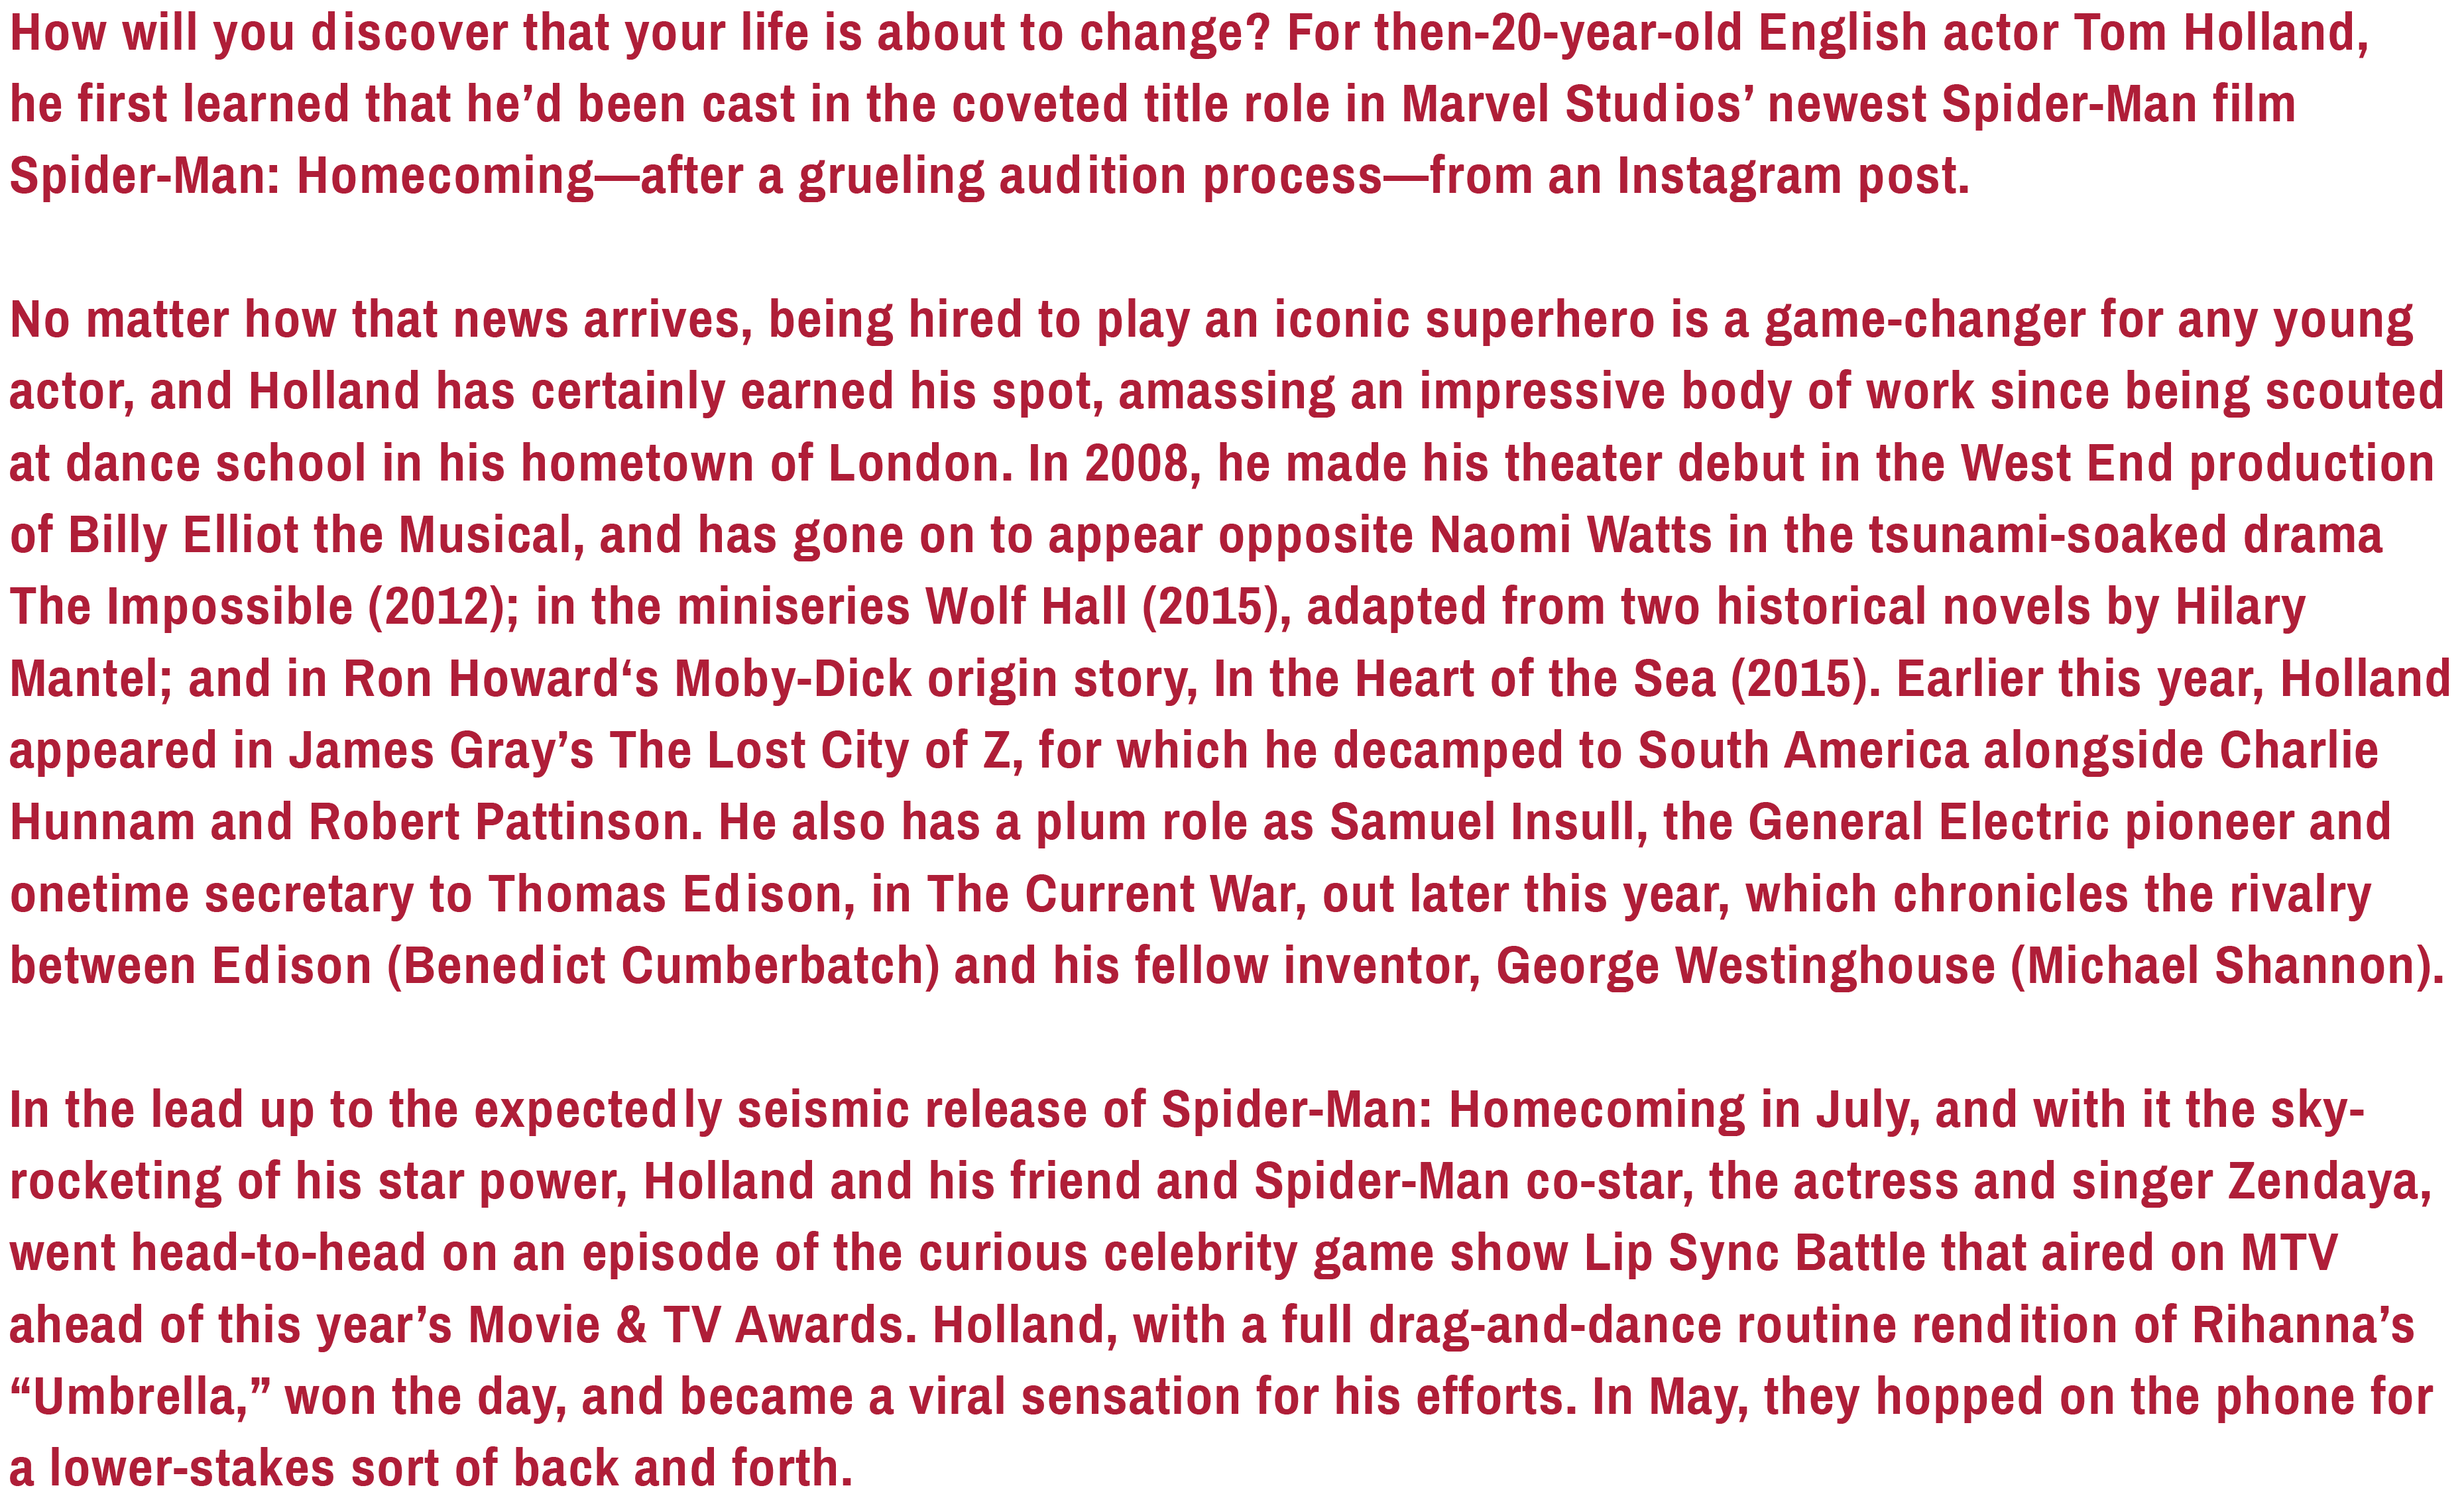 How will you discover that your life is about to change? For then-20-year-old English actor Tom Holland,
he first learned that he’d been cast in the coveted title role in Marvel Studios’ newest Spider-Man film
Spider-Man: Homecoming—after a grueling audition process—from an Instagram post.
No matter how that news arrives, being hired to play an iconic superhero is a game-changer for any young
actor, and Holland has certainly earned his spot, amassing an impressive body of work since being scouted
at dance school in his hometown of London. In 2008, he made his theater debut in the West End production
of Billy Elliot the Musical, and has gone on to appear opposite Naomi Watts in the tsunami-soaked drama
The Impossible (2012); in the miniseries Wolf Hall (2015), adapted from two historical novels by Hilary
Mantel; and in Ron Howard‘s Moby-Dick origin story, In the Heart of the Sea (2015). Earlier this year, Holland
appeared in James Gray’s The Lost City of Z, for which he decamped to South America alongside Charlie
Hunnam and Robert Pattinson. He also has a plum role as Samuel Insull, the General Electric pioneer and
onetime secretary to Thomas Edison, in The Current War, out later this year, which chronicles the rivalry
between Edison (Benedict Cumberbatch) and his fellow inventor, George Westinghouse (Michael Shannon).
In the lead up to the expectedly seismic release of Spider-Man: Homecoming in July, and with it the sky-
rocketing of his star power, Holland and his friend and Spider-Man co-star, the actress and singer Zendaya,
went head-to-head on an episode of the curious celebrity game show Lip Sync Battle that aired on MTV
ahead of this year’s Movie & TV Awards. Holland, with a full drag-and-dance routine rendition of Rihanna’s
“Umbrella,” won the day, and became a viral sensation for his efforts. In May, they hopped on the phone for
a lower-stakes sort of back and forth.